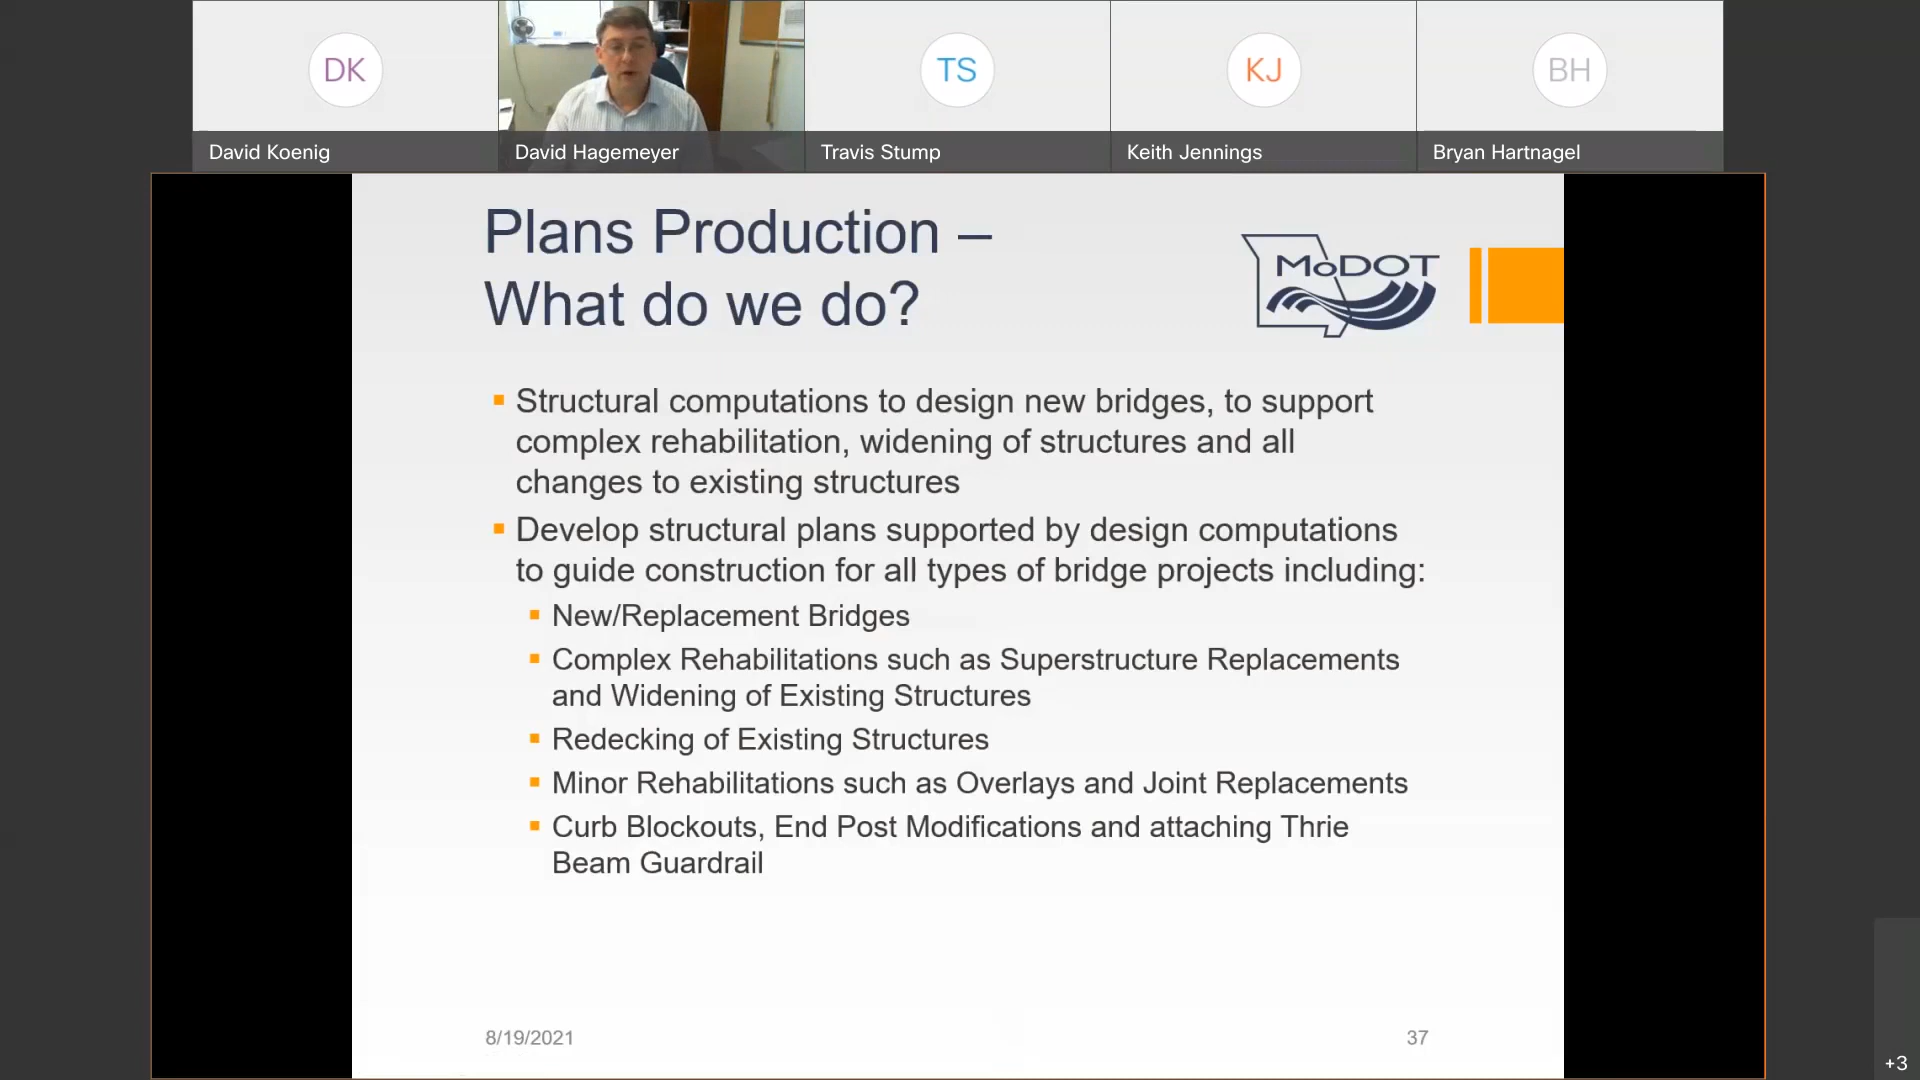 DK
TS
KJ
BH
David Koenig
David Hagemeyer
Travis Stump
Keith Jennings
Bryan Hartnagel
Plans Production –
What do we do?
MoDOT
Structural computations to design new bridges, to support
complex rehabilitation, widening of structures and all
changes to existing structures
Develop structural plans supported by design computations
to guide construction for all types of bridge projects including:
New/Replacement Bridges
Complex Rehabilitations such as Superstructure Replacements
and Widening of Existing Structures
Redecking of Existing Structures
Minor Rehabilitations such as Overlays and Joint Replacements
Curb Blockouts, End Post Modifications and attaching Thrie
Beam Guardrail
8/19/2021
37
+3